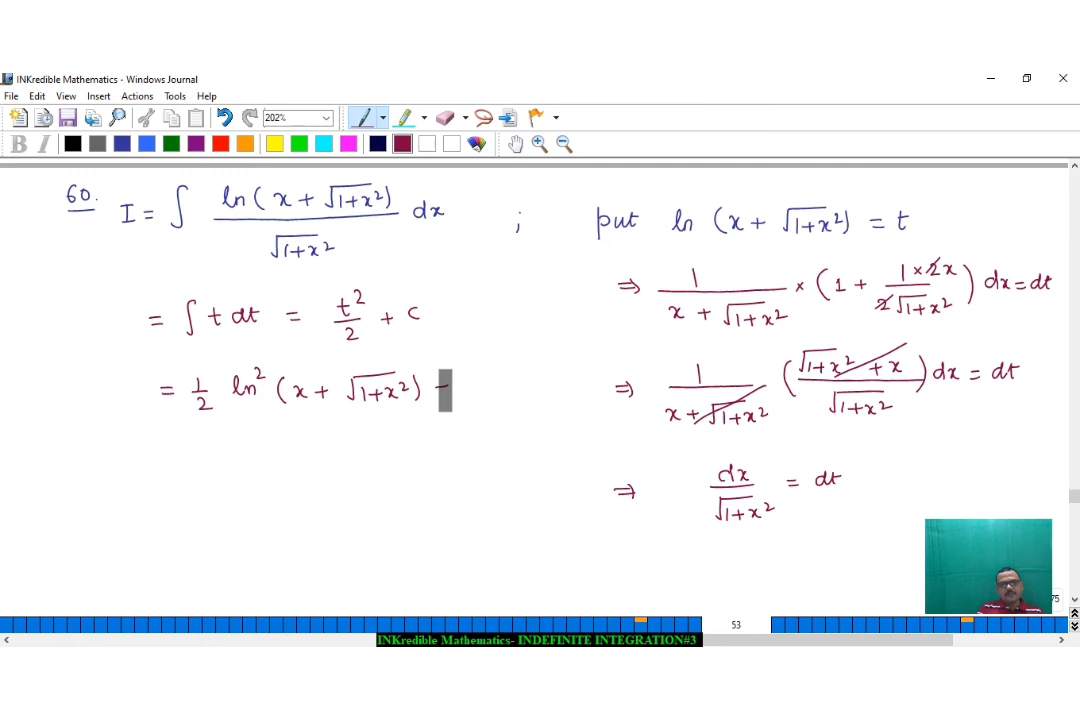 INKredible Mathematics - Windows Journal
File Edit View Insert Actions Tools Help
202%
B I
60. I = ∫ ln(x + √1+x²) / √1+x² dx ; put ln (x + √1+x²) = t
⇒ 1 / x + √1+x² × (1 + 1 × 2x / 2√1+x²) dx = dt
= ∫ t dt = t²/2 + c
⇒ 1 / x + √1+x² (√1+x² + x / √1+x²) dx = dt
= 1/2 ln² (x + √1+x²)
⇒ dx / √1+x² = dt
75
53
INKredible Mathematics- INDEFINITE INTEGRATION#3